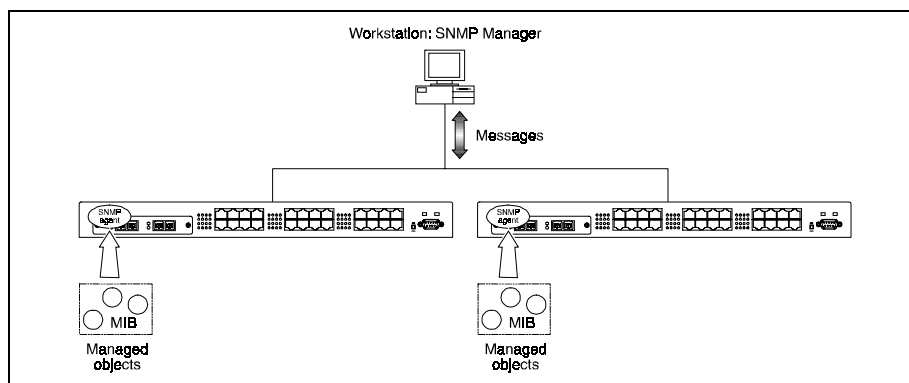 Workstation: SNMP Manager
Messages
SNMP
agent
SNMP
agent
MIB
MIB
Managed
objects
Managed
objects